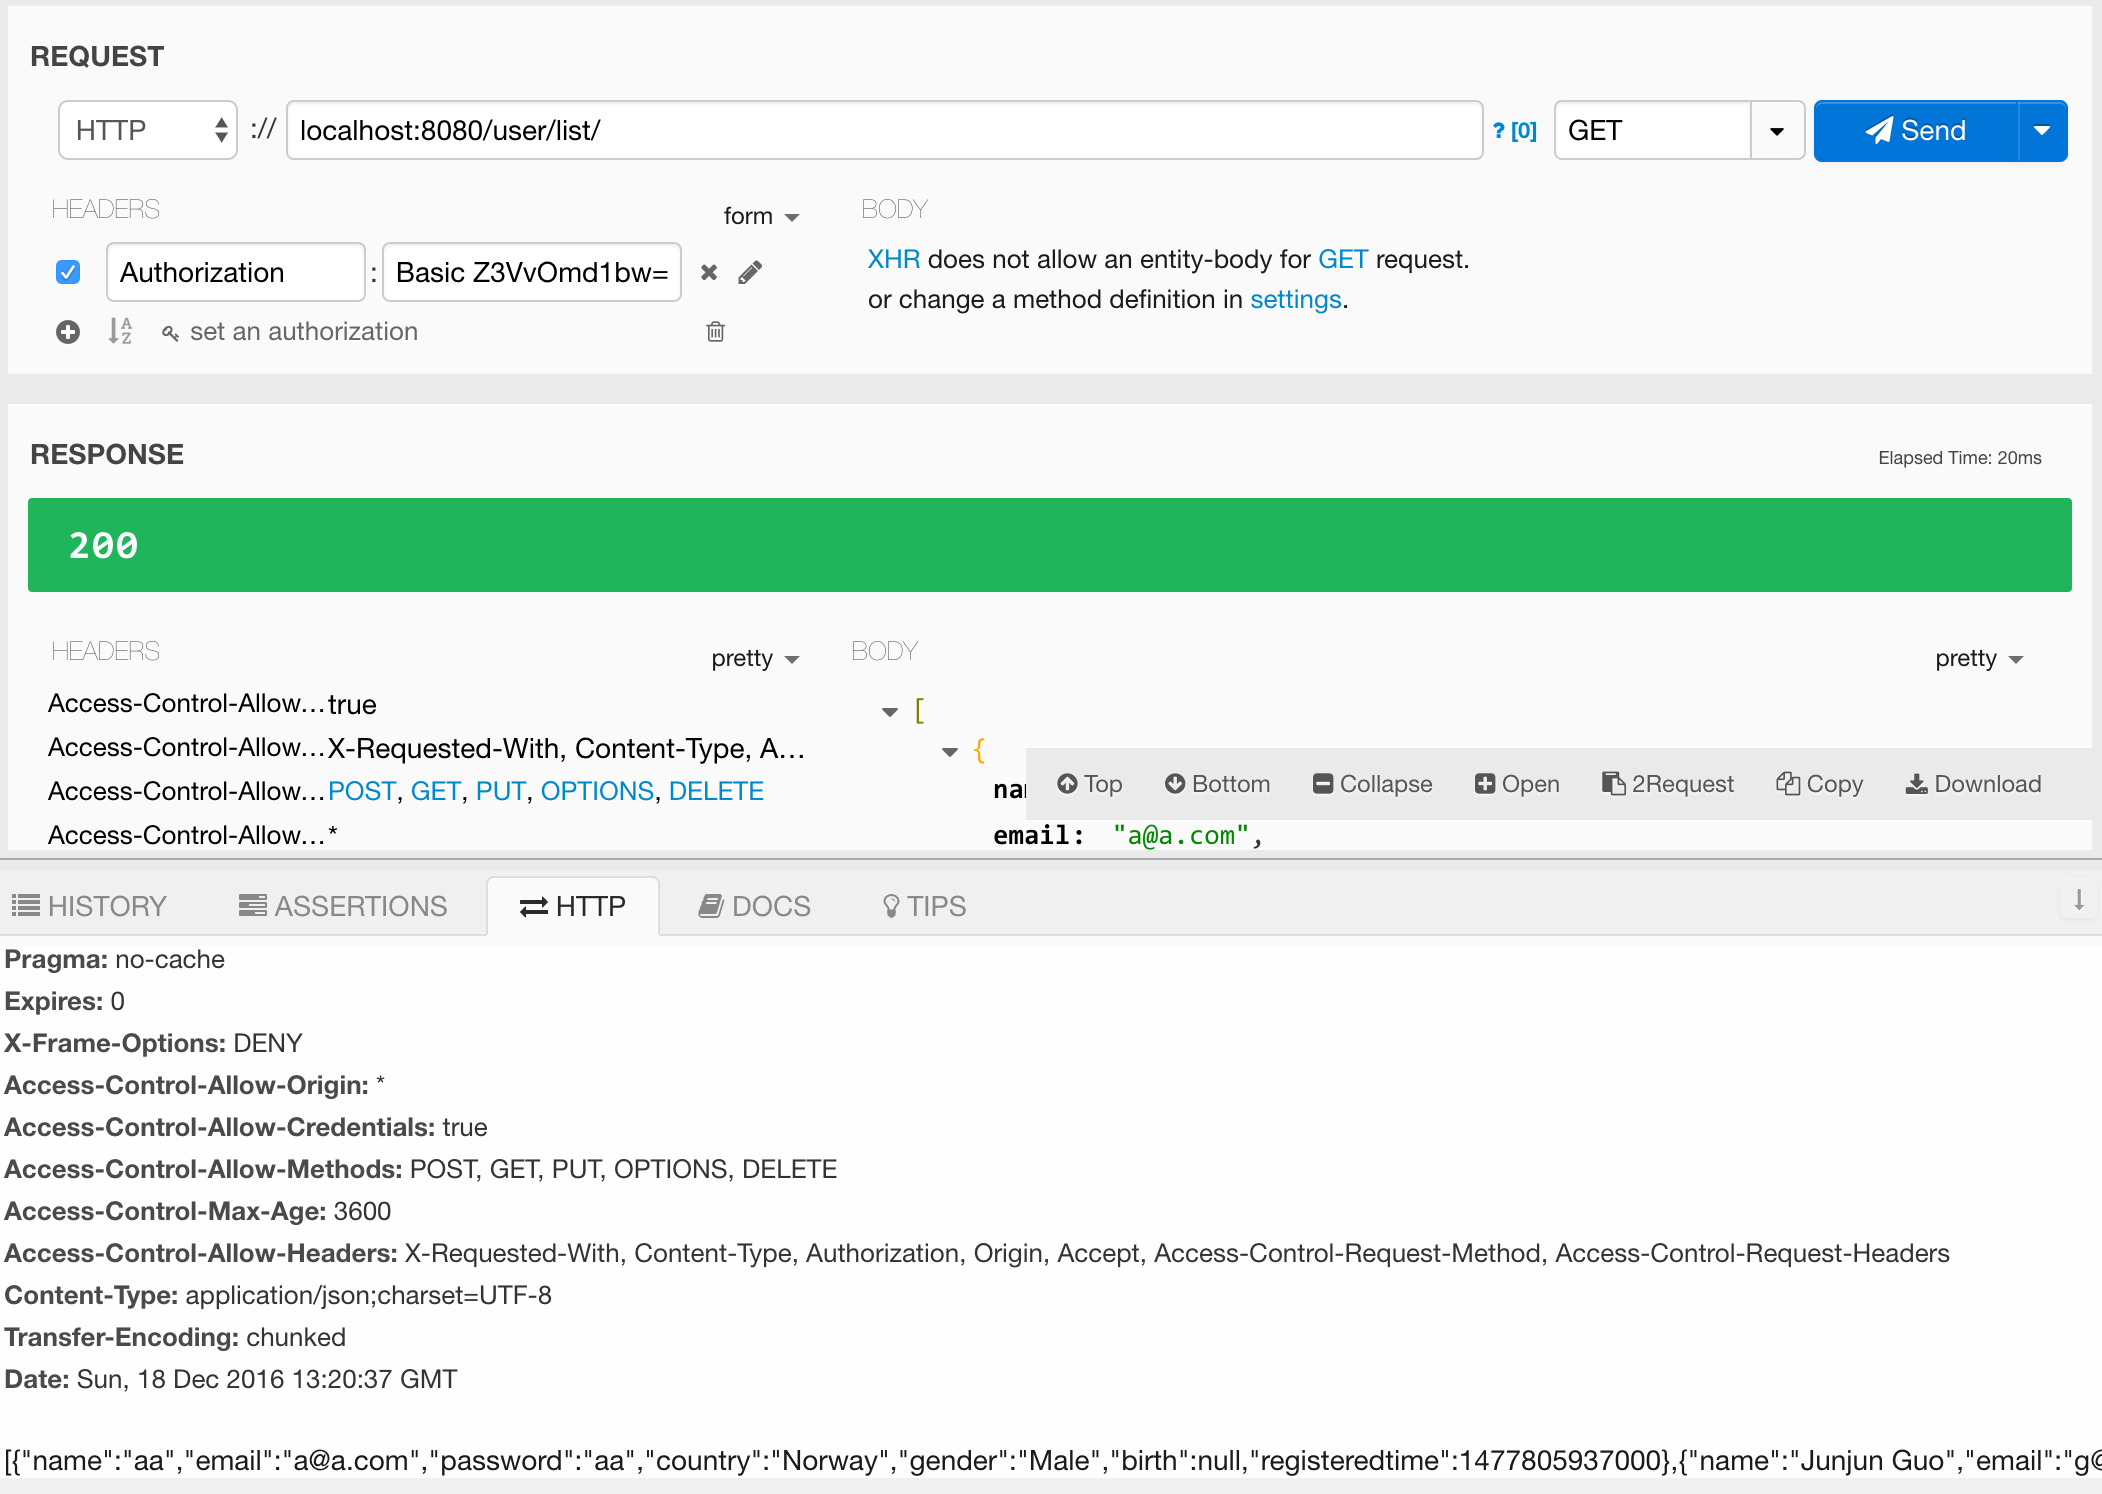 REQUEST
HTTP :// localhost:8080/user/list/ ? [0] GET Send
HEADERS form BODY
Authorization : Basic Z3VvOmd1bw= XHR does not allow an entity-body for GET request.
or change a method definition in settings.
set an authorization
RESPONSE Elapsed Time: 20ms
200
HEADERS pretty BODY pretty
Access-Control-Allow... true [
Access-Control-Allow... X-Requested-With, Content-Type, A... {
Top Bottom Collapse Open 2Request Copy Download
Access-Control-Allow... POST, GET, PUT, OPTIONS, DELETE
Access-Control-Allow... * email: "a@a.com",
HISTORY ASSERTIONS HTTP DOCS TIPS
Pragma: no-cache
Expires: 0
X-Frame-Options: DENY
Access-Control-Allow-Origin: *
Access-Control-Allow-Credentials: true
Access-Control-Allow-Methods: POST, GET, PUT, OPTIONS, DELETE
Access-Control-Max-Age: 3600
Access-Control-Allow-Headers: X-Requested-With, Content-Type, Authorization, Origin, Accept, Access-Control-Request-Method, Access-Control-Request-Headers
Content-Type: application/json;charset=UTF-8
Transfer-Encoding: chunked
Date: Sun, 18 Dec 2016 13:20:37 GMT
[{"name":"aa","email":"a@a.com","password":"aa","country":"Norway","gender":"Male","birth":null,"registeredtime":1477805937000},{"name":"Junjun Guo","email":"g@